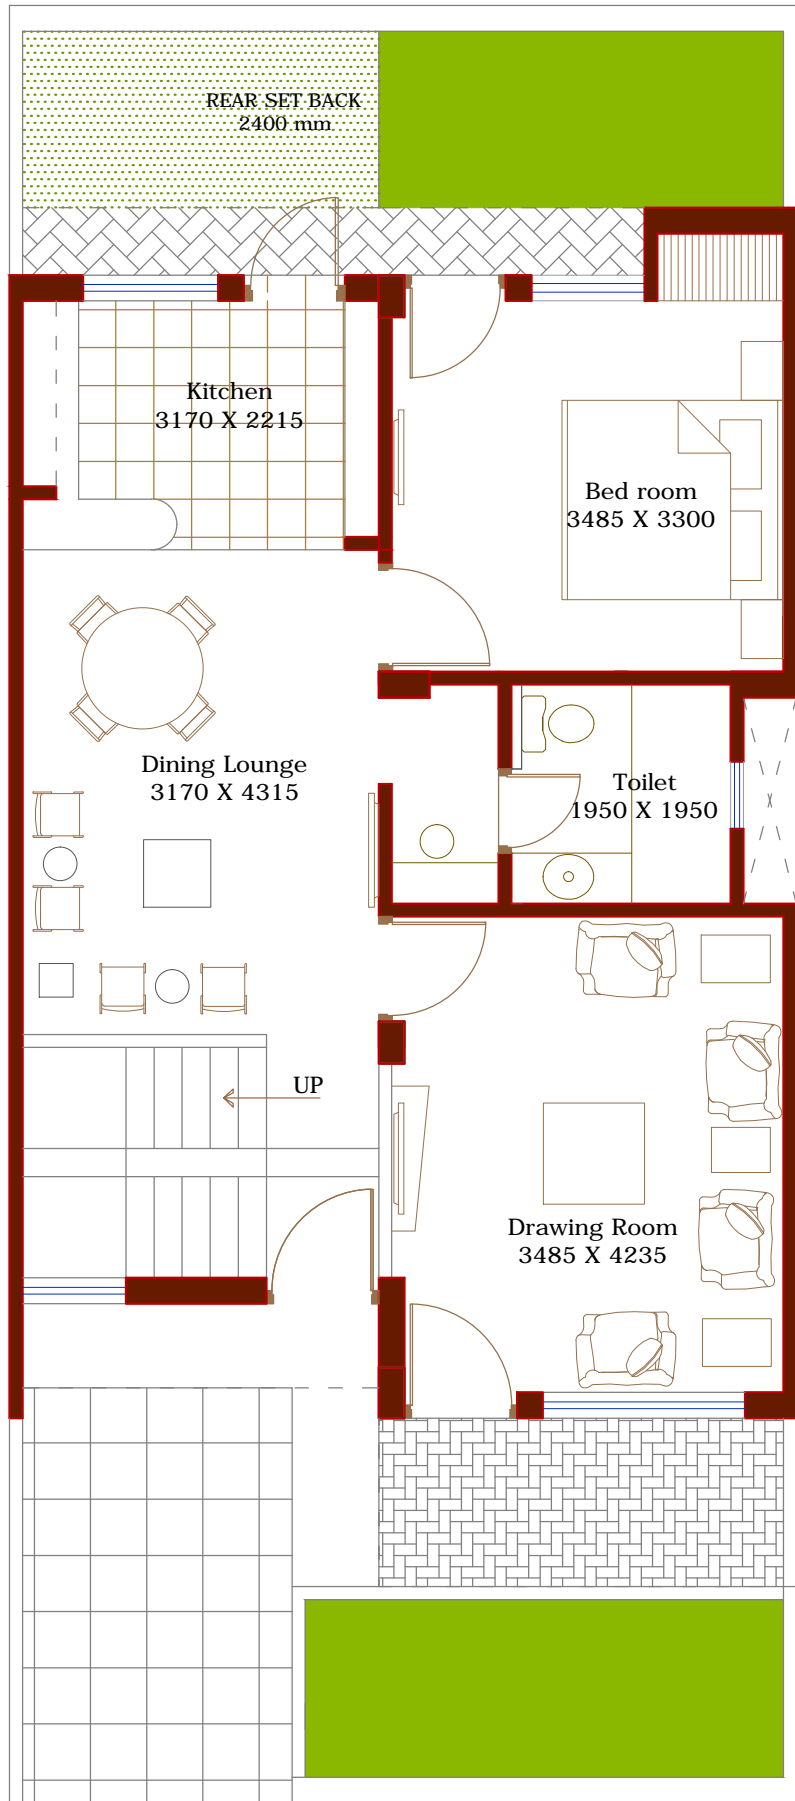 REAR SET BACK
2400 mm
Kitchen
3170 X 2215
Bed room
3485 X 3300
Dining Lounge
3170 X 4315
Toilet
1950 X 1950
UP
Drawing Room
3485 X 4235